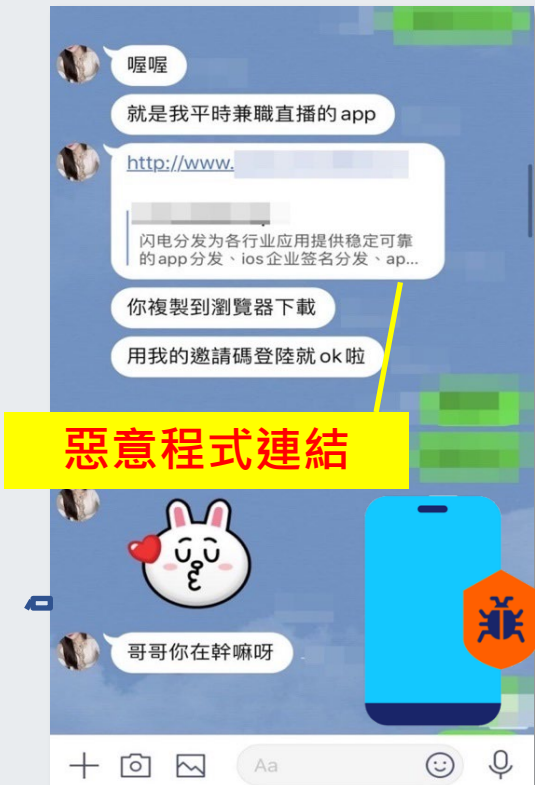 喔喔
就是我平時兼職直播的app
http://www.
闪电分发为各行业应用提供稳定可靠
的app分发、ios企业签名分发、ap...
你複製到瀏覽器下載
用我的邀請碼登陸就ok啦
惡意程式連結
哥哥你在幹嘛呀
Aa